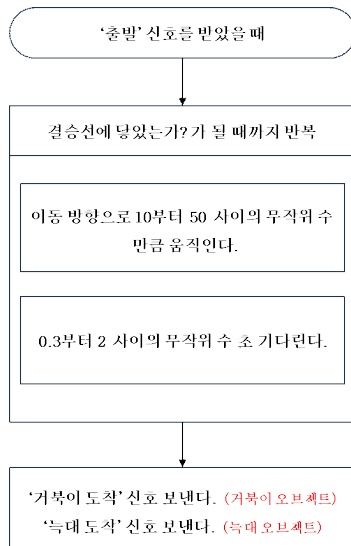 ‘출발’ 신호를 받았을 때
결승선에 닿았는가? 가 될 때까지 반복
이동 방향으로 10부터 50 사이의 무작위 수
만큼 움직인다.
0.3부터 2 사이의 무작위 수 초 기다린다.
‘거북이 도착’ 신호 보낸다. (거북이 오브젝트)
‘늑대 도착’ 신호 보낸다. (늑대 오브젝트)